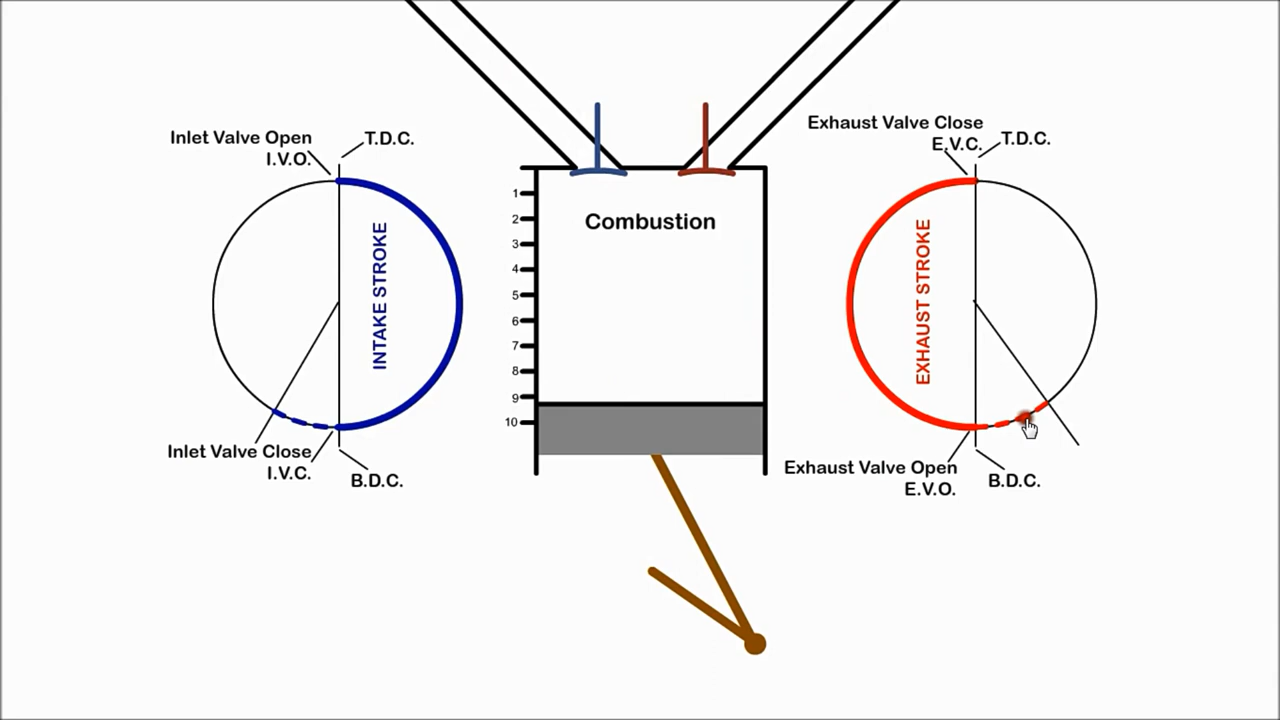 Inlet Valve Open
I.V.O.
T.D.C.
INTAKE STROKE
Inlet Valve Close
I.V.C.
B.D.C.
Combustion
1
2
3
4
5
6
7
8
9
10
Exhaust Valve Close
E.V.C.
T.D.C.
EXHAUST STROKE
Exhaust Valve Open
E.V.O.
B.D.C.